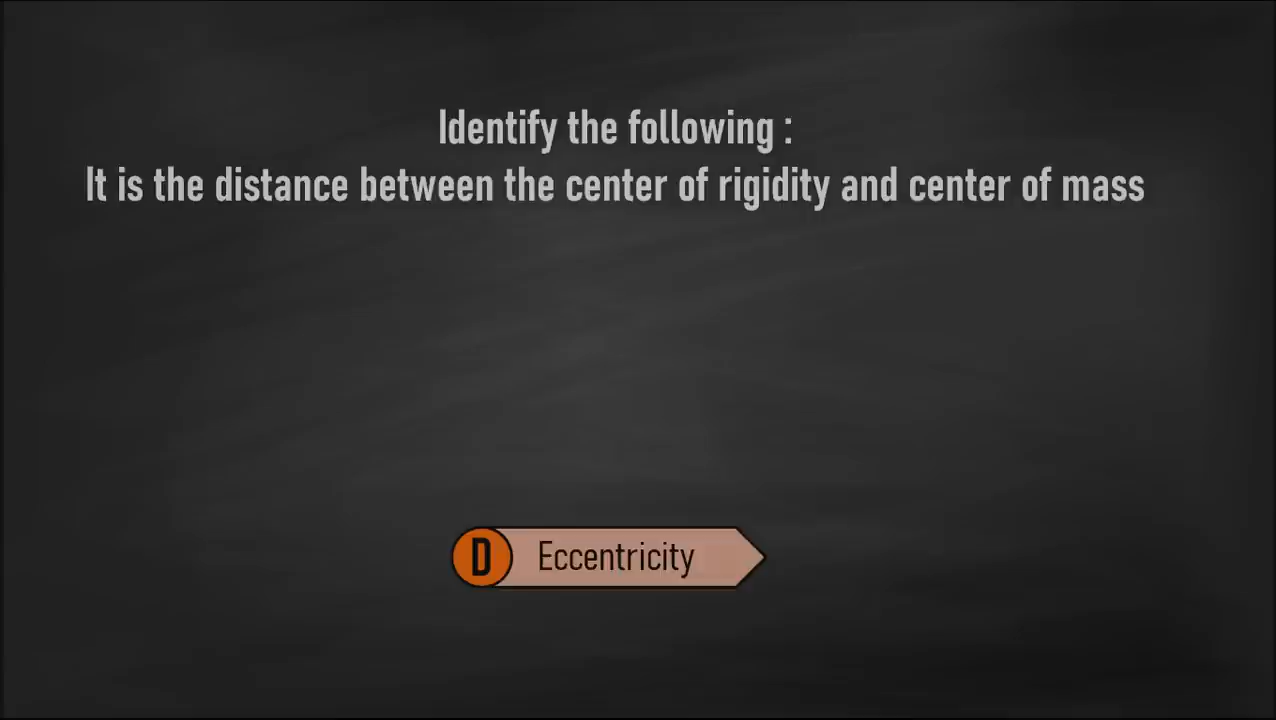 Identify the following :
It is the distance between the center of rigidity and center of mass
D Eccentricity